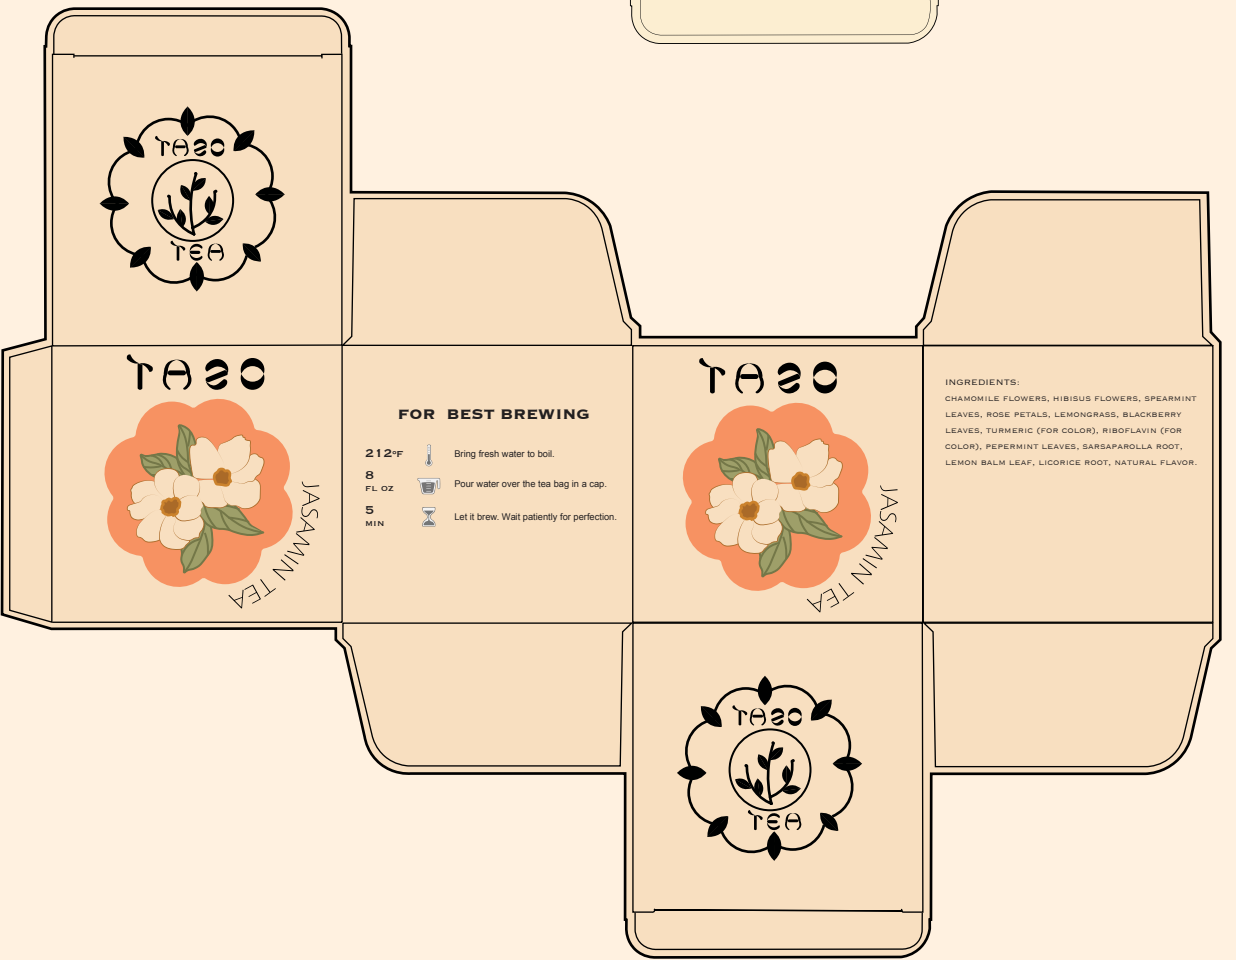 TASO
TEA
TASO
JASAMIN TEA
FOR BEST BREWING
212°F
Bring fresh water to boil.
8
FL OZ
Pour water over the tea bag in a cap.
5
MIN
Let it brew. Wait patiently for perfection.
TASO
JASAMIN TEA
INGREDIENTS:
CHAMOMILE FLOWERS, HIBISUS FLOWERS, SPEARMINT
LEAVES, ROSE PETALS, LEMONGRASS, BLACKBERRY
LEAVES, TURMERIC (FOR COLOR), RIBOFLAVIN (FOR
COLOR), PEPERMINT LEAVES, SARSAPAROLLA ROOT,
LEMON BALM LEAF, LICORICE ROOT, NATURAL FLAVOR.
TASO
TEA